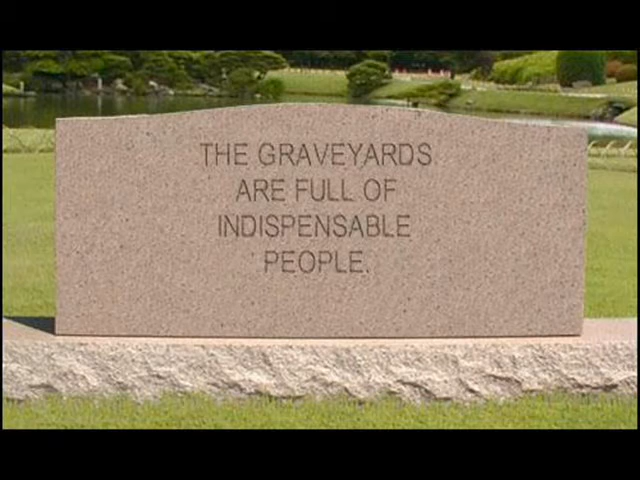 THE GRAVEYARDS
ARE FULL OF
INDISPENSABLE
PEOPLE.